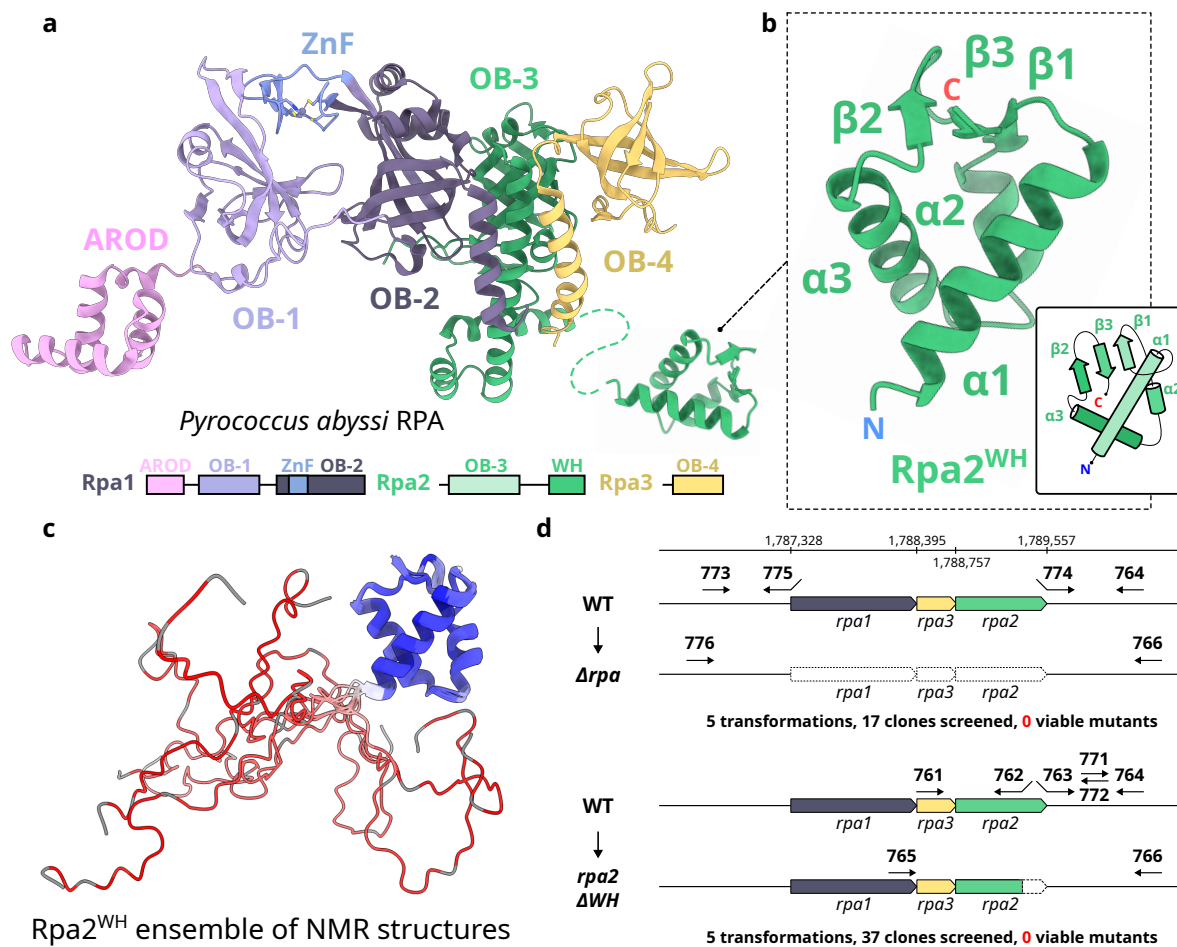 a
ZnF
OB-3
AROD
OB-1
OB-2
OB-4
Pyrococcus abyssi RPA
AROD OB-1 ZnF OB-2 OB-3 WH OB-4
Rpa1 Rpa2 Rpa3
b
β3
β1
C
β2
α2
α3
α1
N
Rpa2^WH
β1
β3
α1
β2
α2
α3
C
N
c
Rpa2^WH ensemble of NMR structures
d
1,787,328 1,788,395 1,789,557
1,788,757
773 775 774 764
WT
rpa1 rpa3 rpa2
776 766
Δrpa
rpa1 rpa3 rpa2
5 transformations, 17 clones screened, 0 viable mutants
771
761 762 763 764
772
WT
rpa1 rpa3 rpa2
765 766
rpa2
ΔWH
rpa1 rpa3 rpa2
5 transformations, 37 clones screened, 0 viable mutants